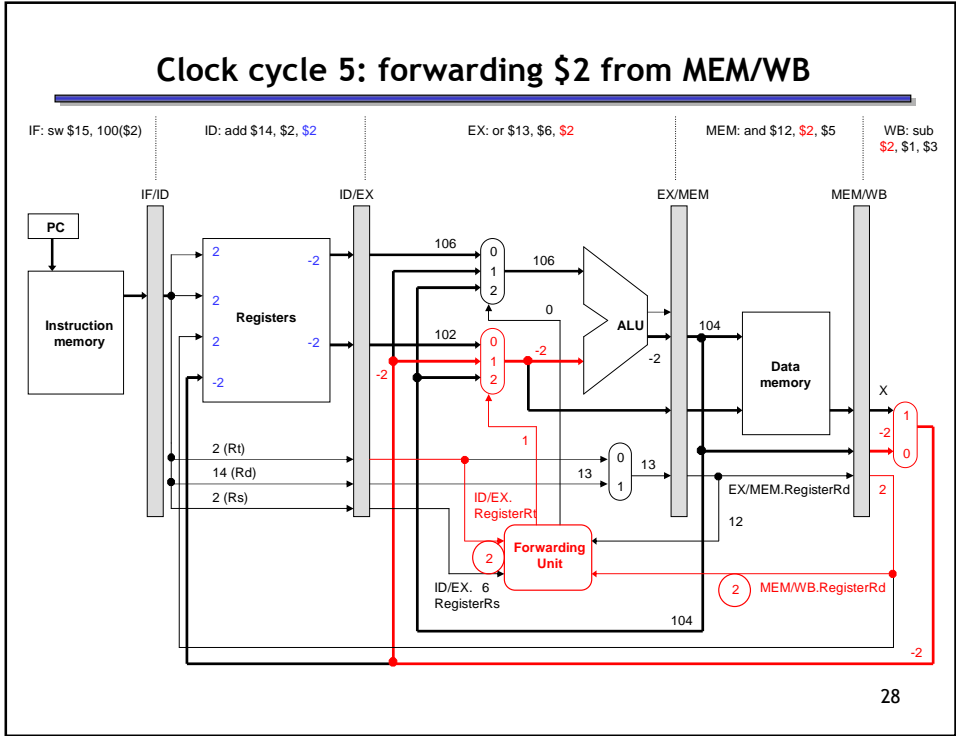 Clock cycle 5: forwarding $2 from MEM/WB
IF: sw $15, 100($2)
ID: add $14, $2, $2
EX: or $13, $6, $2
MEM: and $12, $2, $5
WB: sub
$2, $1, $3
IF/ID
ID/EX
EX/MEM
MEM/WB
PC
Instruction
memory
2
2
2
-2
Registers
-2
-2
106
0
1
2
106
0
102
0
1
2
-2
-2
1
ALU
-2
104
Data
memory
X
-2
1
0
2
2 (Rt)
14 (Rd)
2 (Rs)
0
1
13
13
ID/EX.
RegisterRt
EX/MEM.RegisterRd
12
2
Forwarding
Unit
ID/EX. 6
RegisterRs
2
MEM/WB.RegisterRd
104
-2
28